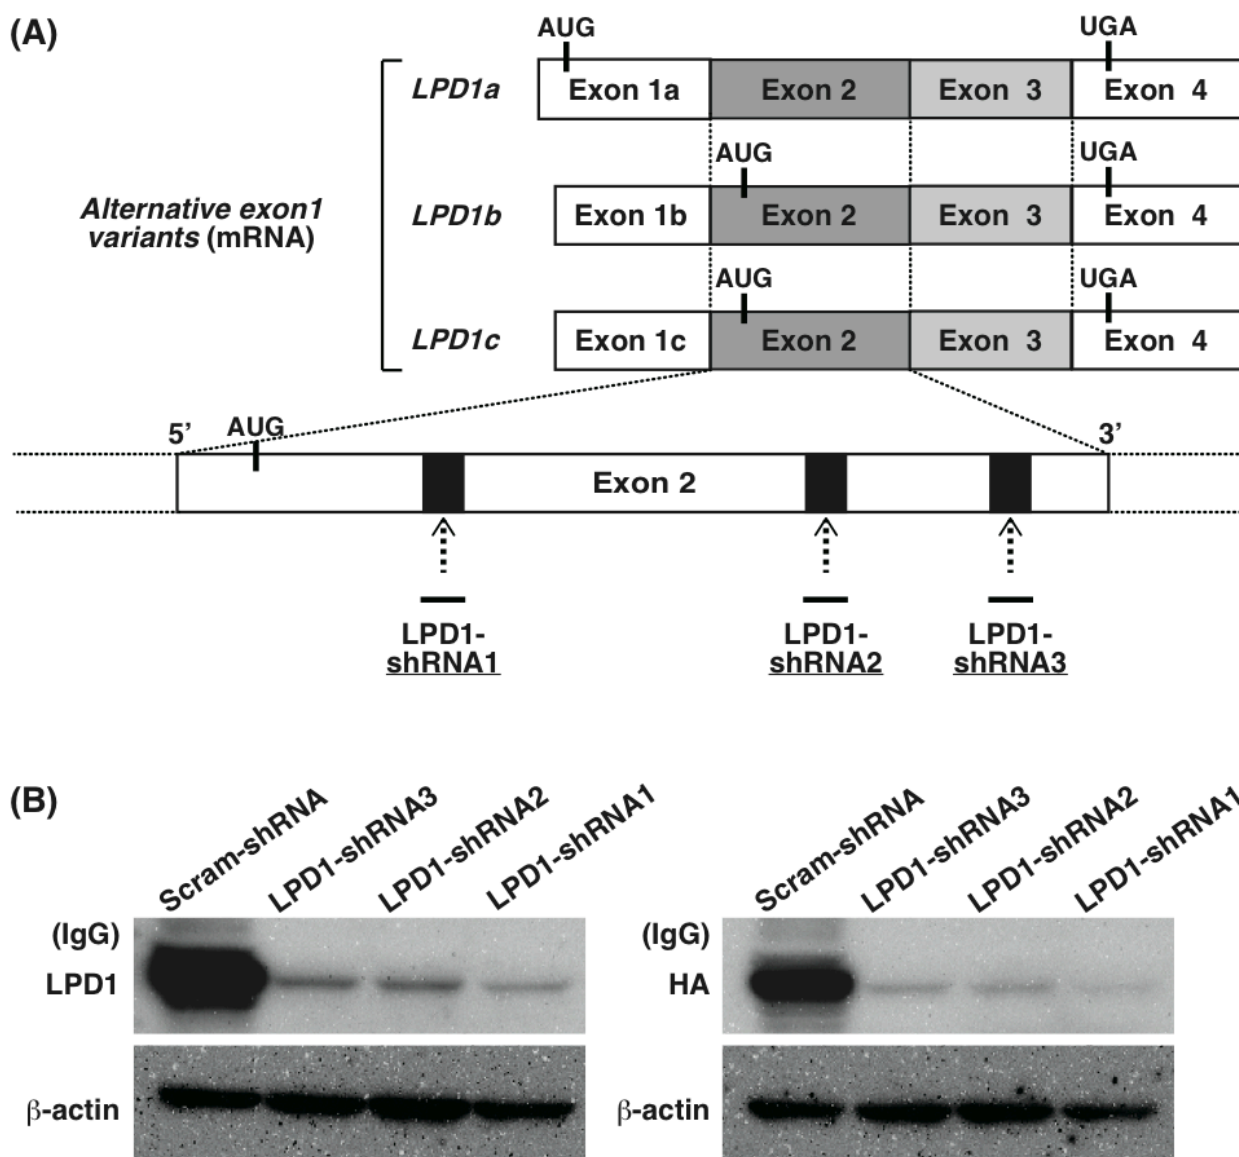 (A)
AUG UGA
LPD1a Exon 1a Exon 2 Exon 3 Exon 4
AUG UGA
Alternative exon1
variants (mRNA)
LPD1b Exon 1b Exon 2 Exon 3 Exon 4
AUG UGA
LPD1c Exon 1c Exon 2 Exon 3 Exon 4
5’ AUG 3’
Exon 2
LPD1-
shRNA1
LPD1-
shRNA2
LPD1-
shRNA3
(B)
Scram-shRNA
LPD1-shRNA3
LPD1-shRNA2
LPD1-shRNA1
(IgG)
LPD1
β-actin
Scram-shRNA
LPD1-shRNA3
LPD1-shRNA2
LPD1-shRNA1
(IgG)
HA
β-actin